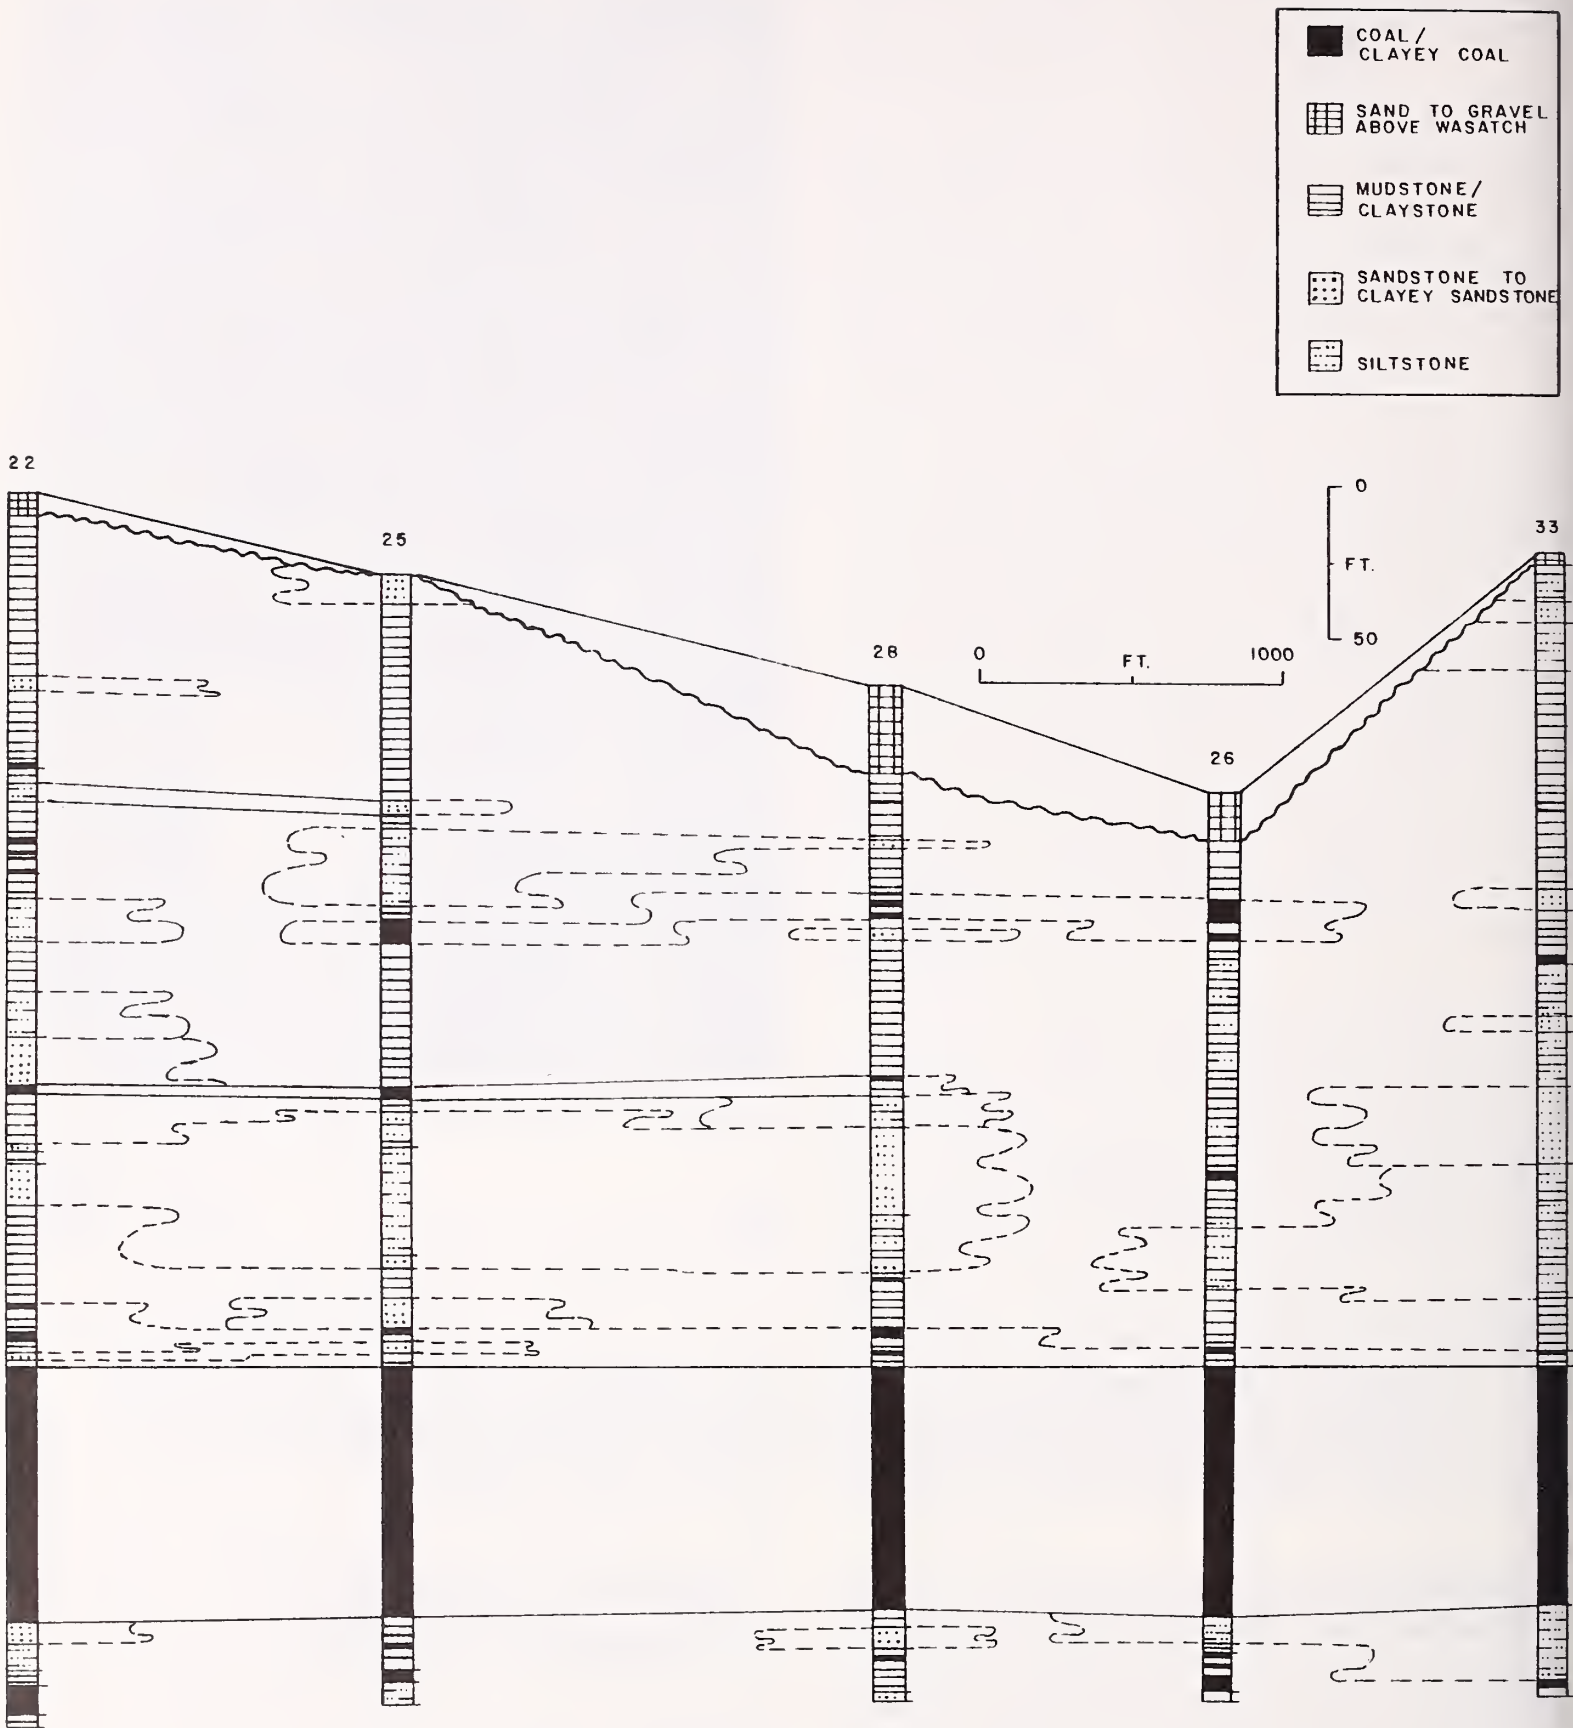 COAL/
CLAYEY COAL
SAND TO GRAVEL
ABOVE WASATCH
MUDSTONE/
CLAYSTONE
SANDSTONE TO
CLAYEY SANDSTONE
SILTSTONE
22
25
28
26
33
0
FT.
50
0
FT.
1000